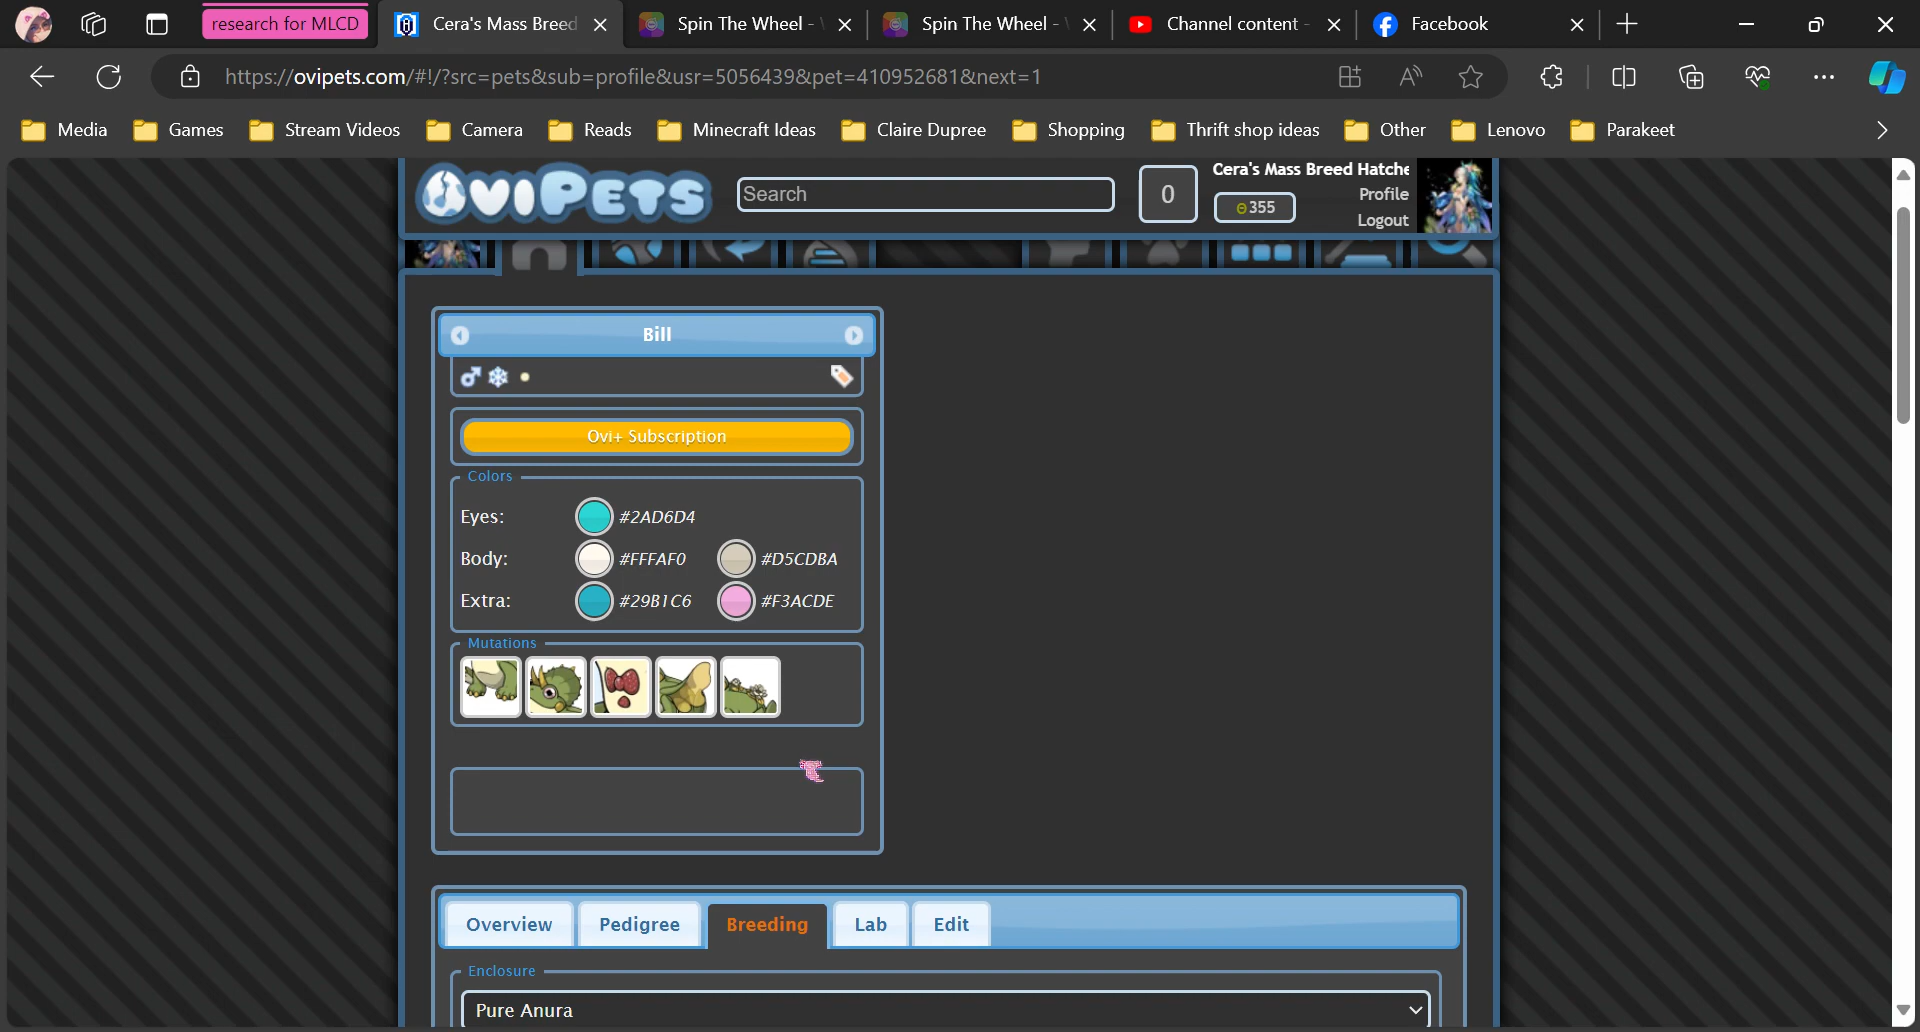 research for MLCD
Cera's Mass Breed
Spin The Wheel -
Spin The Wheel -
Channel content -
Facebook
https://ovipets.com/#!/?src=pets&sub=profile&usr=5056439&pet=410952681&next=1
Media
Games
Stream Videos
Camera
Reads
Minecraft Ideas
Claire Dupree
Shopping
Thrift shop ideas
Other
Lenovo
Parakeet
OviPets
Search
0
Cera's Mass Breed Hatche
355
Profile
Logout
Bill
Ovi+ Subscription
Colors
Eyes: #2AD6D4
Body: #FFFAF0 #D5CDBA
Extra: #29B1C6 #F3ACDE
Mutations
Overview
Pedigree
Breeding
Lab
Edit
Enclosure
Pure Anura